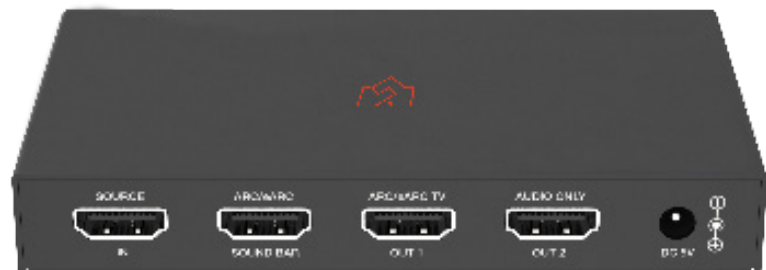 SOURCE
ARC/eARC
ARC/eARC TV
AUDIO ONLY
IN
SOUND BAR
OUT 1
OUT 2
DC 5V